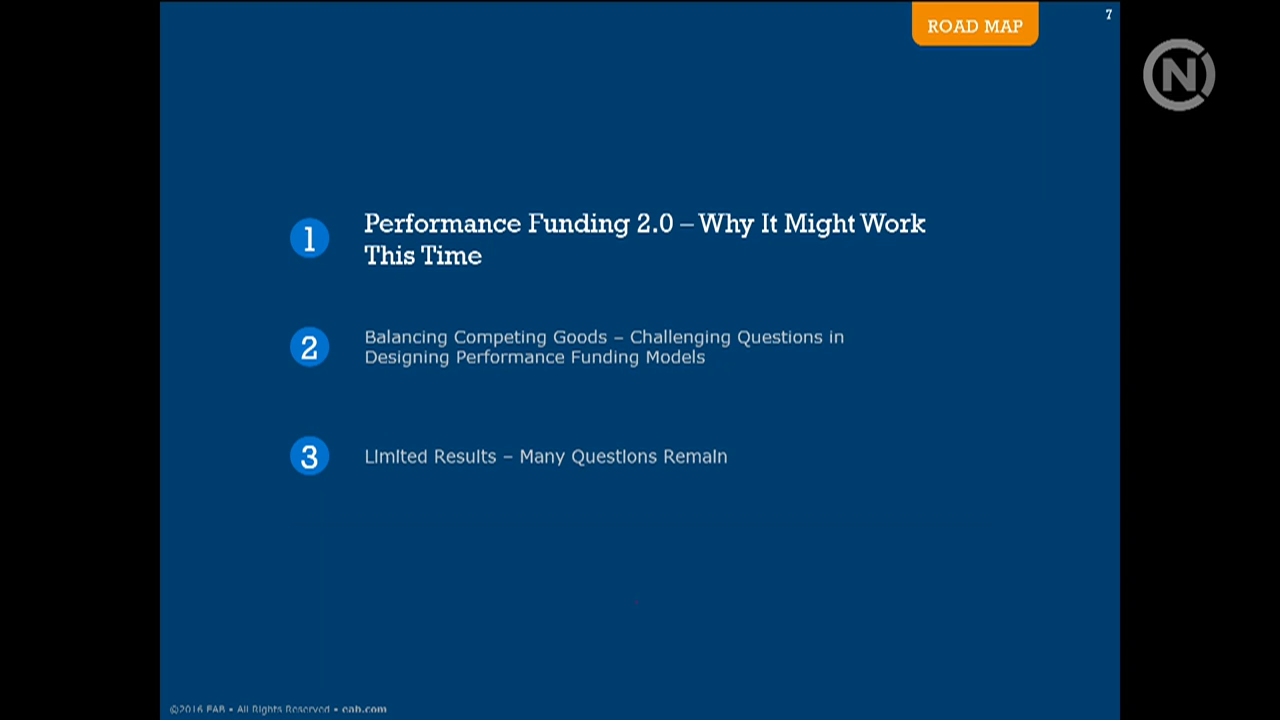 ROAD MAP
7
N
1
Performance Funding 2.0 – Why It Might Work
This Time
2
Balancing Competing Goods – Challenging Questions in
Designing Performance Funding Models
3
Limited Results – Many Questions Remain
©2016 EAB • All Rights Reserved • eab.com